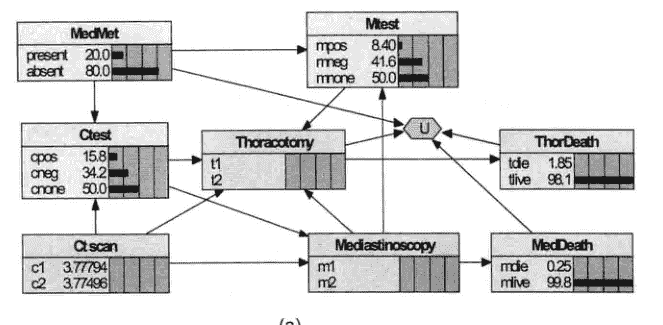 MedMet
present 20.0
absent 80.0
Mtest
mpos 8.40
mneg 41.6
mnone 50.0
Ctest
cpos 15.8
cneg 34.2
cnone 50.0
Thoracotomy
t1
t2
U
ThorDeath
tdie 1.85
tlive 98.1
Ct scan
c1 3.77794
c2 3.77496
Mediastinoscopy
m1
m2
MedDeath
mdie 0.25
mlive 99.8
(a)